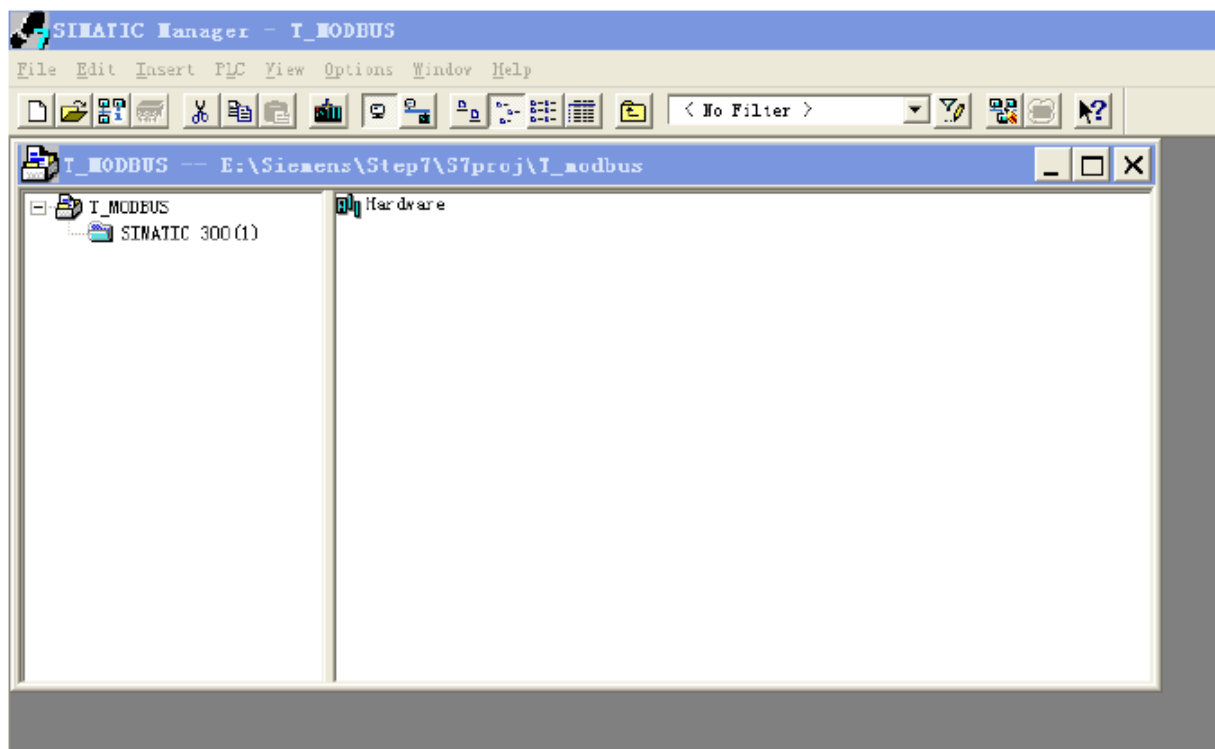 SIMATIC Manager - T_MODBUS
File Edit Insert PLC View Options Window Help
< No Filter >
T_MODBUS -- E:\Siemens\Step7\S7proj\T_modbus
T_MODBUS
Hardware
SIMATIC 300(1)